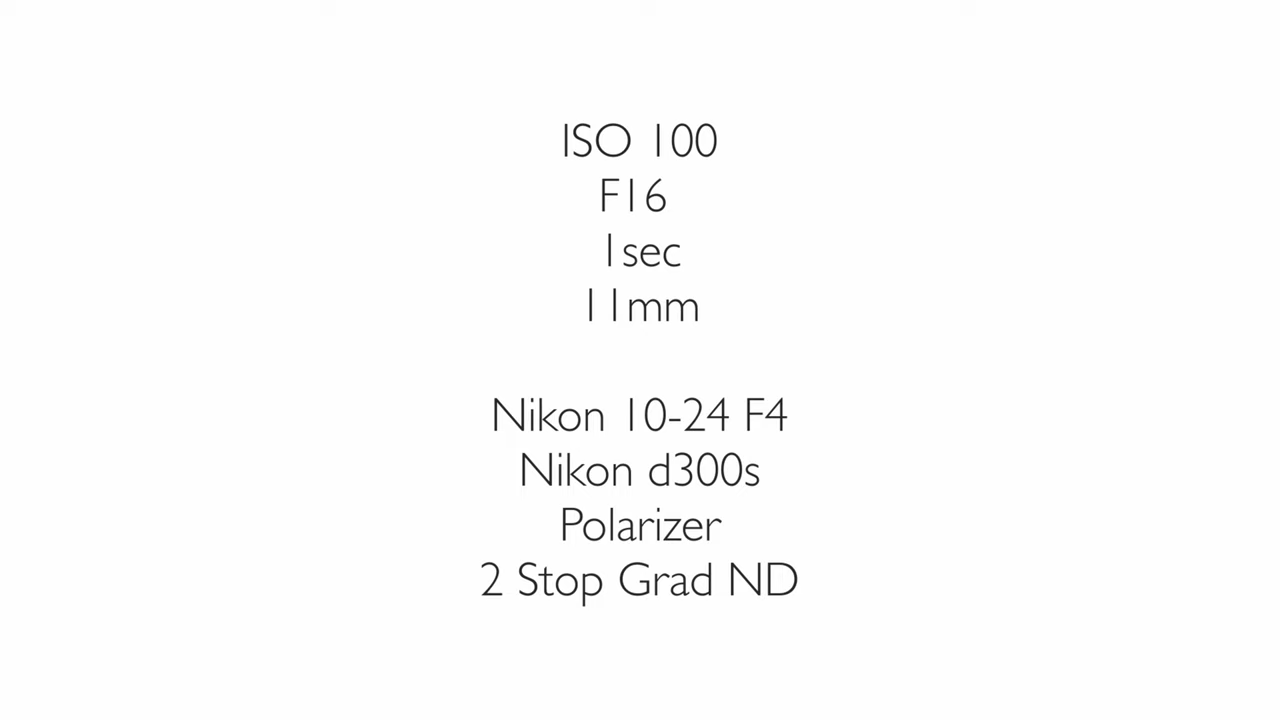 ISO 100
F16
1sec
11mm
Nikon 10-24 F4
Nikon d300s
Polarizer
2 Stop Grad ND